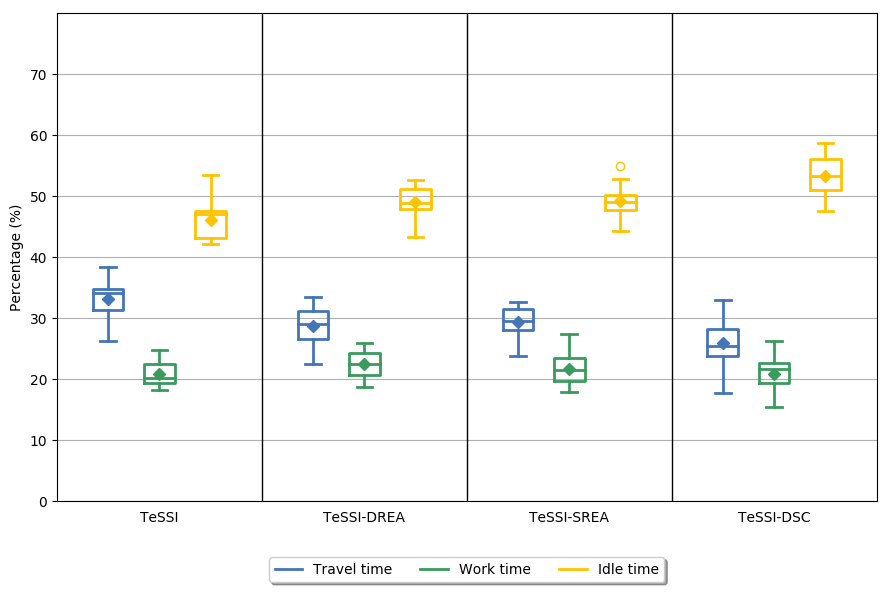 Percentage (%)
70
60
50
40
30
20
10
0
TeSSI
TeSSI-DREA
TeSSI-SREA
TeSSI-DSC
Travel time
Work time
Idle time